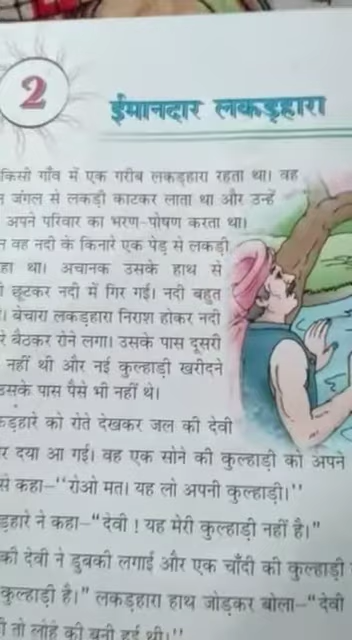 2
ईमानदार लकड़हारा
किसी गाँव में एक गरीब लकड़हारा रहता था। वह
जंगल से लकड़ी काटकर लाता था और उन्हें
अपने परिवार का भरण-पोषण करता था।
वह नदी के किनारे एक पेड़ से लकड़ी
हा था। अचानक उसके हाथ से
छूटकर नदी में गिर गई। नदी बहुत
बेचारा लकड़हारा निराश होकर नदी
रे बैठकर रोने लगा। उसके पास दूसरी
नहीं थी और नई कुल्हाड़ी खरीदने
उसके पास पैसे भी नहीं थे।
कड़हारे को रोते देखकर जल की देवी
र दया आ गई। वह एक सोने की कुल्हाड़ी को अपने
से कहा–‘‘रोओ मत। यह लो अपनी कुल्हाड़ी।’’
ड़हारे ने कहा–“देवी ! यह मेरी कुल्हाड़ी नहीं है।”
की देवी ने डुबकी लगाई और एक चाँदी की कुल्हाड़ी
कुल्हाड़ी है।” लकड़हारा हाथ जोड़कर बोला–“देवी
तो लोहे की बनी हुई थी।’’